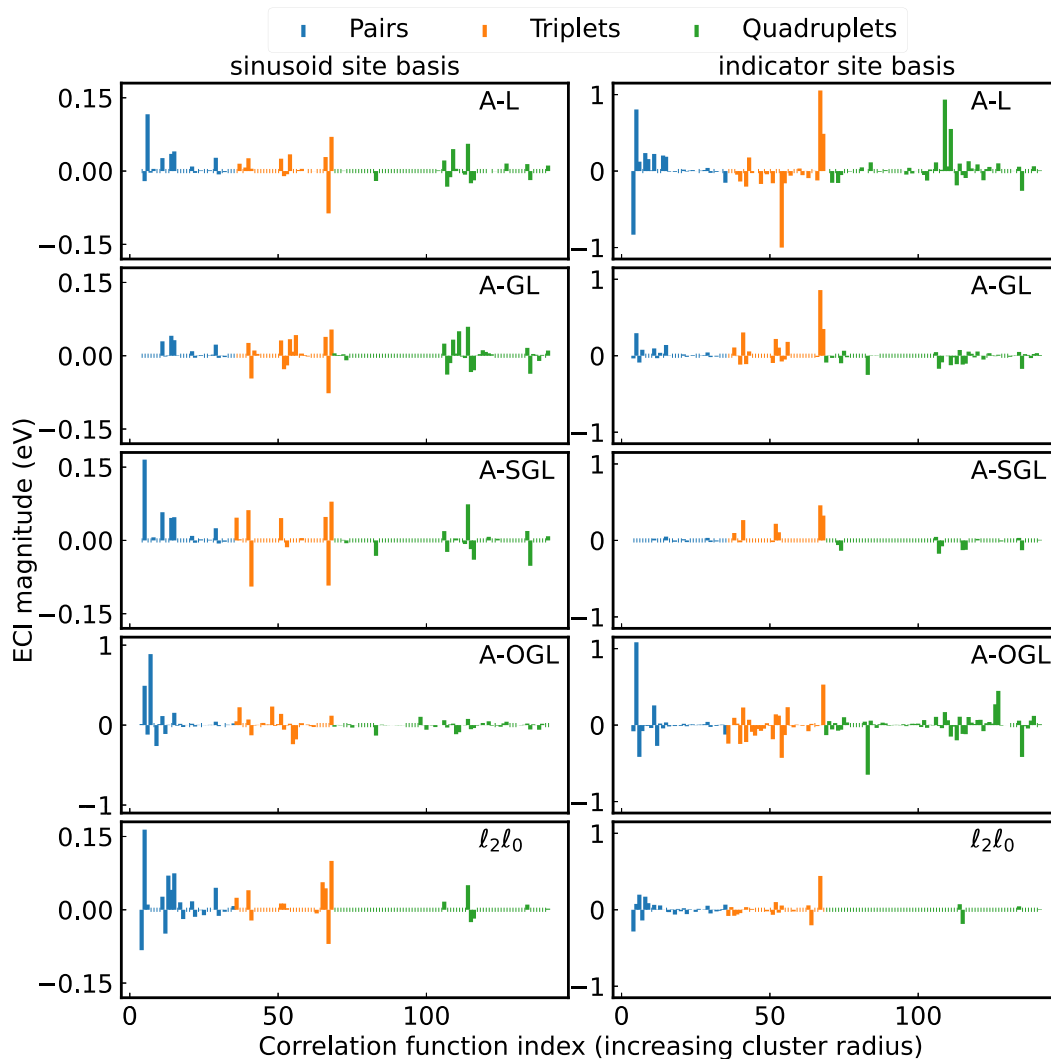 Pairs Triplets Quadruplets
sinusoid site basis indicator site basis
0.15 A-L 1 A-L
0.00 0
−0.15 −1
0.15 A-GL 1 A-GL
0.00 0
−0.15 −1
0.15 A-SGL 1 A-SGL
0.00 0
−0.15 −1
1 A-OGL 1 A-OGL
0 0
−1 −1
0.15 ℓ₂ℓ₀ 1 ℓ₂ℓ₀
0.00 0
−0.15 −1
0 50 100 0 50 100
ECI magnitude (eV)
Correlation function index (increasing cluster radius)